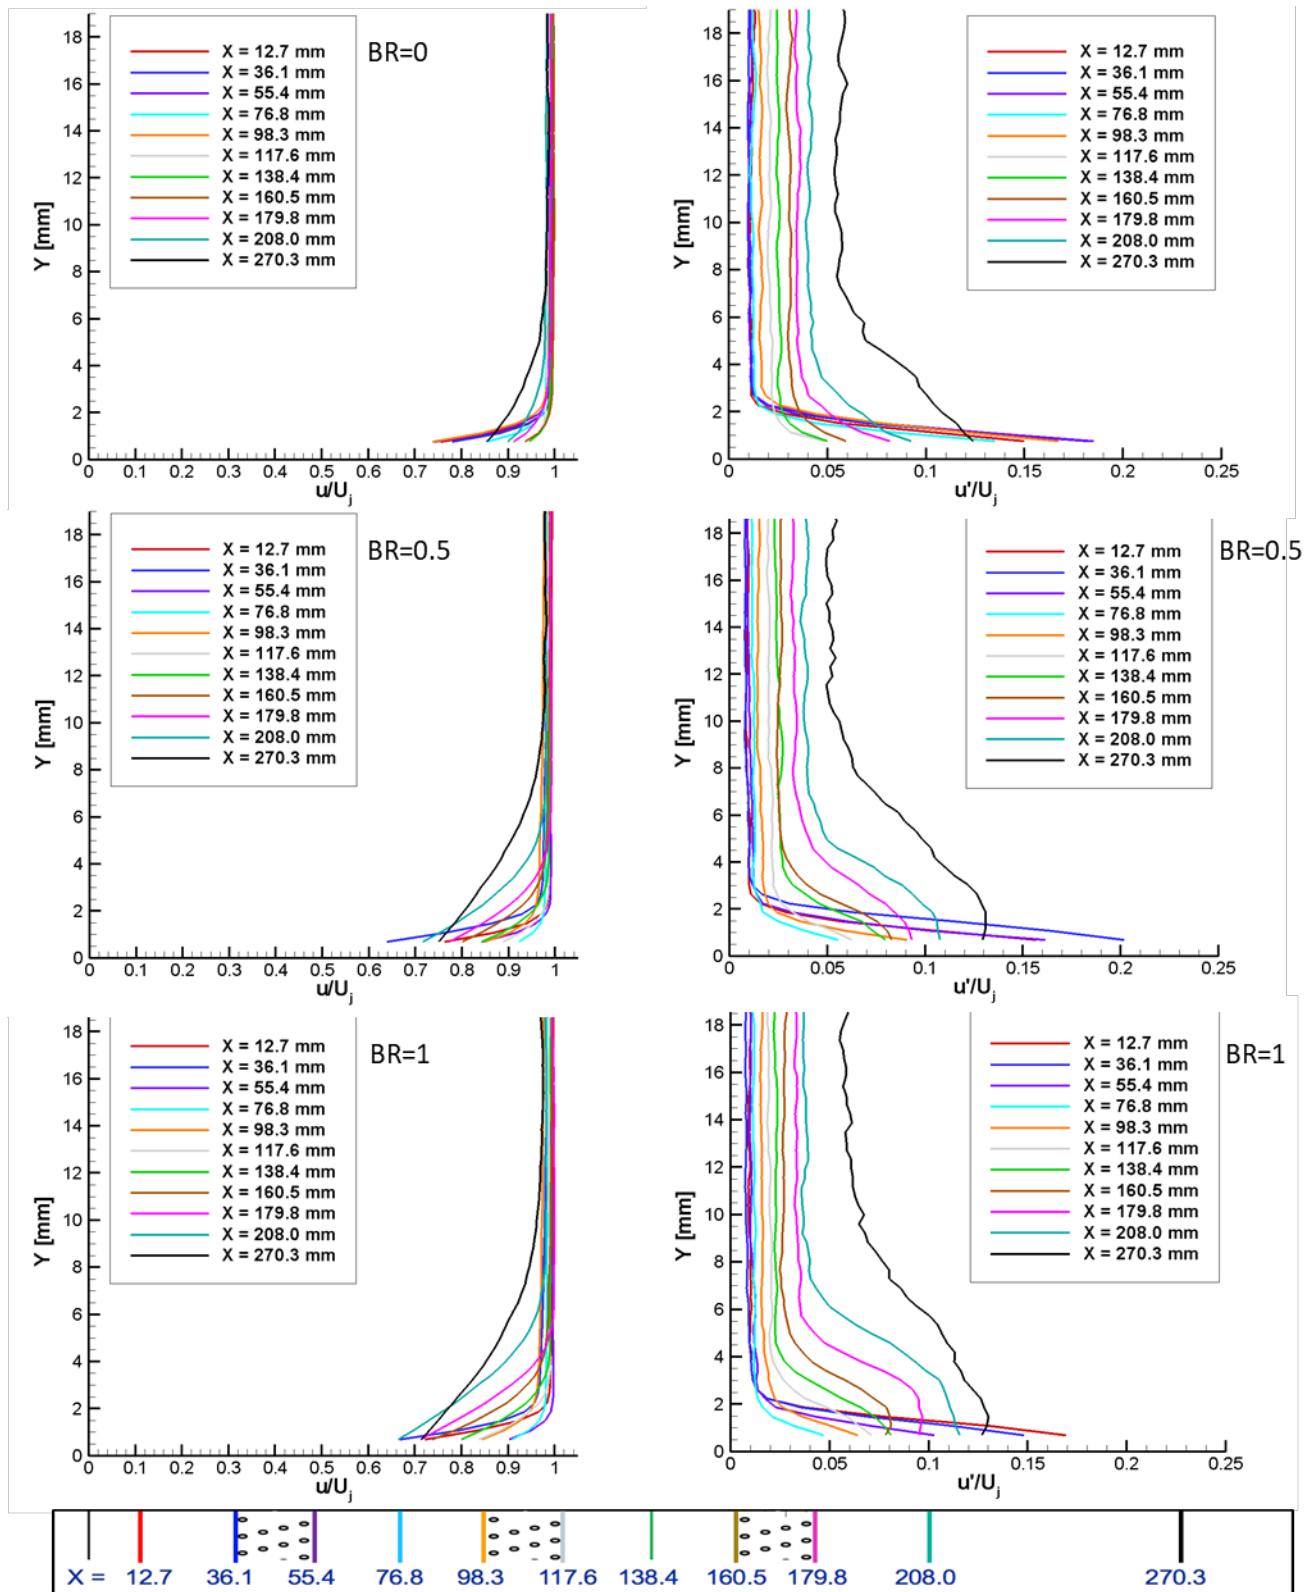 BR=0
X = 12.7 mm
X = 36.1 mm
X = 55.4 mm
X = 76.8 mm
X = 98.3 mm
X = 117.6 mm
X = 138.4 mm
X = 160.5 mm
X = 179.8 mm
X = 208.0 mm
X = 270.3 mm
Y [mm]
18
16
14
12
10
8
6
4
2
0
0 0.1 0.2 0.3 0.4 0.5 0.6 0.7 0.8 0.9 1
u/Uj
X = 12.7 mm
X = 36.1 mm
X = 55.4 mm
X = 76.8 mm
X = 98.3 mm
X = 117.6 mm
X = 138.4 mm
X = 160.5 mm
X = 179.8 mm
X = 208.0 mm
X = 270.3 mm
Y [mm]
18
16
14
12
10
8
6
4
2
0
0 0.05 0.1 0.15 0.2 0.25
u'/Uj
BR=0.5
X = 12.7 mm
X = 36.1 mm
X = 55.4 mm
X = 76.8 mm
X = 98.3 mm
X = 117.6 mm
X = 138.4 mm
X = 160.5 mm
X = 179.8 mm
X = 208.0 mm
X = 270.3 mm
Y [mm]
18
16
14
12
10
8
6
4
2
0
0 0.1 0.2 0.3 0.4 0.5 0.6 0.7 0.8 0.9 1
u/Uj
BR=0.5
X = 12.7 mm
X = 36.1 mm
X = 55.4 mm
X = 76.8 mm
X = 98.3 mm
X = 117.6 mm
X = 138.4 mm
X = 160.5 mm
X = 179.8 mm
X = 208.0 mm
X = 270.3 mm
Y [mm]
18
16
14
12
10
8
6
4
2
0
0 0.05 0.1 0.15 0.2 0.25
u'/Uj
BR=1
X = 12.7 mm
X = 36.1 mm
X = 55.4 mm
X = 76.8 mm
X = 98.3 mm
X = 117.6 mm
X = 138.4 mm
X = 160.5 mm
X = 179.8 mm
X = 208.0 mm
X = 270.3 mm
Y [mm]
18
16
14
12
10
8
6
4
2
0
0 0.1 0.2 0.3 0.4 0.5 0.6 0.7 0.8 0.9 1
u/Uj
BR=1
X = 12.7 mm
X = 36.1 mm
X = 55.4 mm
X = 76.8 mm
X = 98.3 mm
X = 117.6 mm
X = 138.4 mm
X = 160.5 mm
X = 179.8 mm
X = 208.0 mm
X = 270.3 mm
Y [mm]
18
16
14
12
10
8
6
4
2
0
0 0.05 0.1 0.15 0.2 0.25
u'/Uj
X = 12.7 36.1 55.4 76.8 98.3 117.6 138.4 160.5 179.8 208.0 270.3